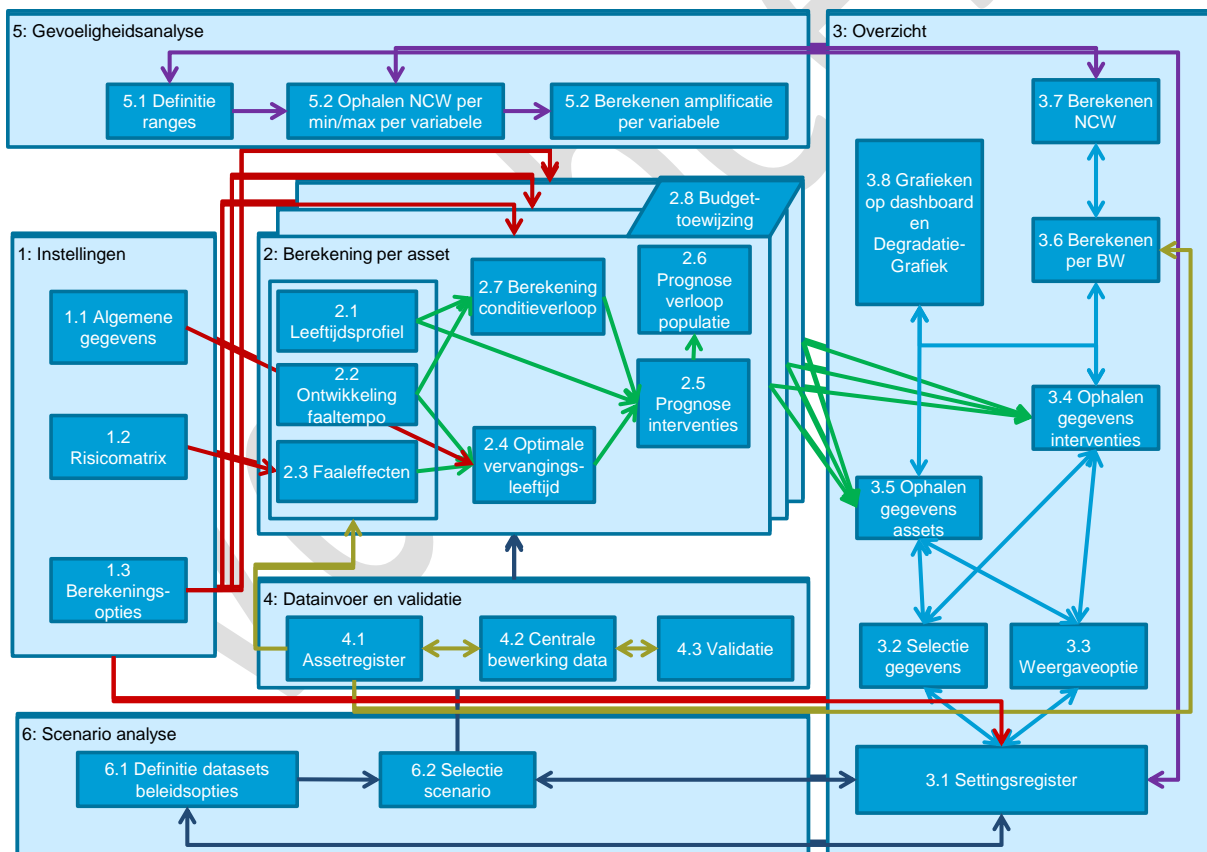 5: Gevoeligheidsanalyse
5.1 Definitie
ranges
5.2 Ophalen NCW per
min/max per variabele
5.2 Berekenen amplificatie
per variabele
3: Overzicht
3.7 Berekenen
NCW
3.8 Grafieken
op dashboard
en
Degradatie-
Grafiek
3.6 Berekenen
per BW
3.4 Ophalen
gegevens
interventies
3.5 Ophalen
gegevens
assets
3.2 Selectie
gegevens
3.3
Weergaveoptie
3.1 Settingsregister
1: Instellingen
1.1 Algemene
gegevens
1.2
Risicomatrix
1.3
Berekenings-
opties
2.8 Budget-
toewijzing
2: Berekening per asset
2.1
Leeftijdsprofiel
2.2
Ontwikkeling
faaltempo
2.3 Faaleffecten
2.7 Berekening
conditieverloop
2.4 Optimale
vervangings-
leeftijd
2.6
Prognose
verloop
populatie
2.5
Prognose
interventies
4: Datainvoer en validatie
4.1
Assetregister
4.2 Centrale
bewerking data
4.3 Validatie
6: Scenario analyse
6.1 Definitie datasets
beleidsopties
6.2 Selectie
scenario